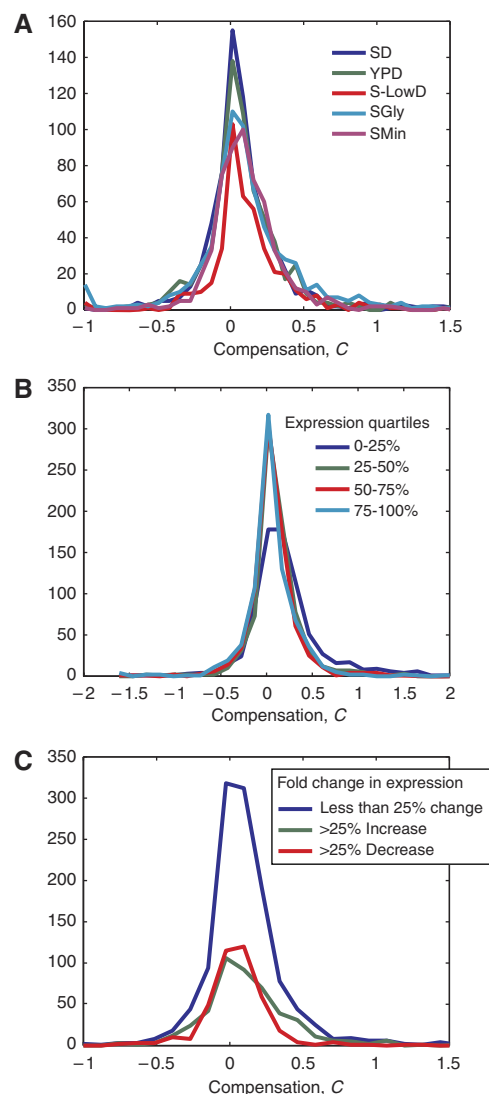 A
160
140
120
100
80
60
40
20
0
SD
YPD
S-LowD
SGly
SMin
−1 −0.5 0 0.5 1 1.5
Compensation, C
B
350
300
250
200
150
100
50
0
Expression quartiles
0-25%
25-50%
50-75%
75-100%
−2 −1.5 −1 −0.5 0 0.5 1 1.5 2
Compensation, C
C
350
300
250
200
150
100
50
0
Fold change in expression
Less than 25% change
>25% Increase
>25% Decrease
−1 −0.5 0 0.5 1 1.5
Compensation, C